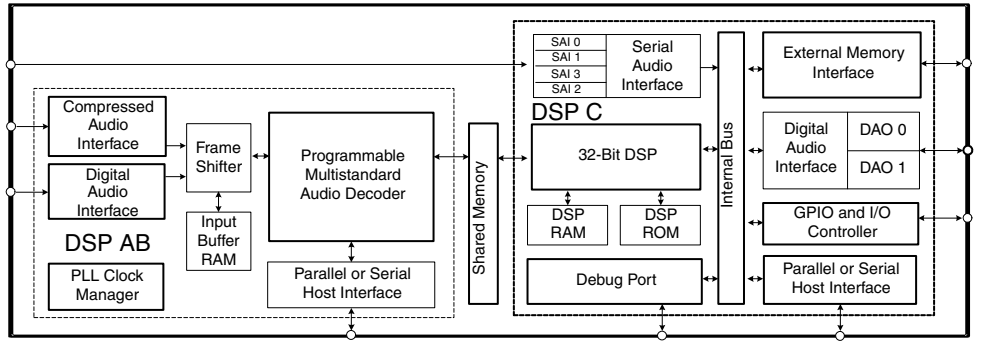 Compressed
Audio
Interface
Digital
Audio
Interface
DSP AB
PLL Clock
Manager
Frame
Shifter
Input
Buffer
RAM
Programmable
Multistandard
Audio Decoder
Parallel or Serial
Host Interface
Shared Memory
SAI 0
SAI 1
SAI 3
SAI 2
Serial
Audio
Interface
DSP C
32-Bit DSP
DSP
RAM
DSP
ROM
Debug Port
Internal Bus
External Memory
Interface
Digital
Audio
Interface
DAO 0
DAO 1
GPIO and I/O
Controller
Parallel or Serial
Host Interface